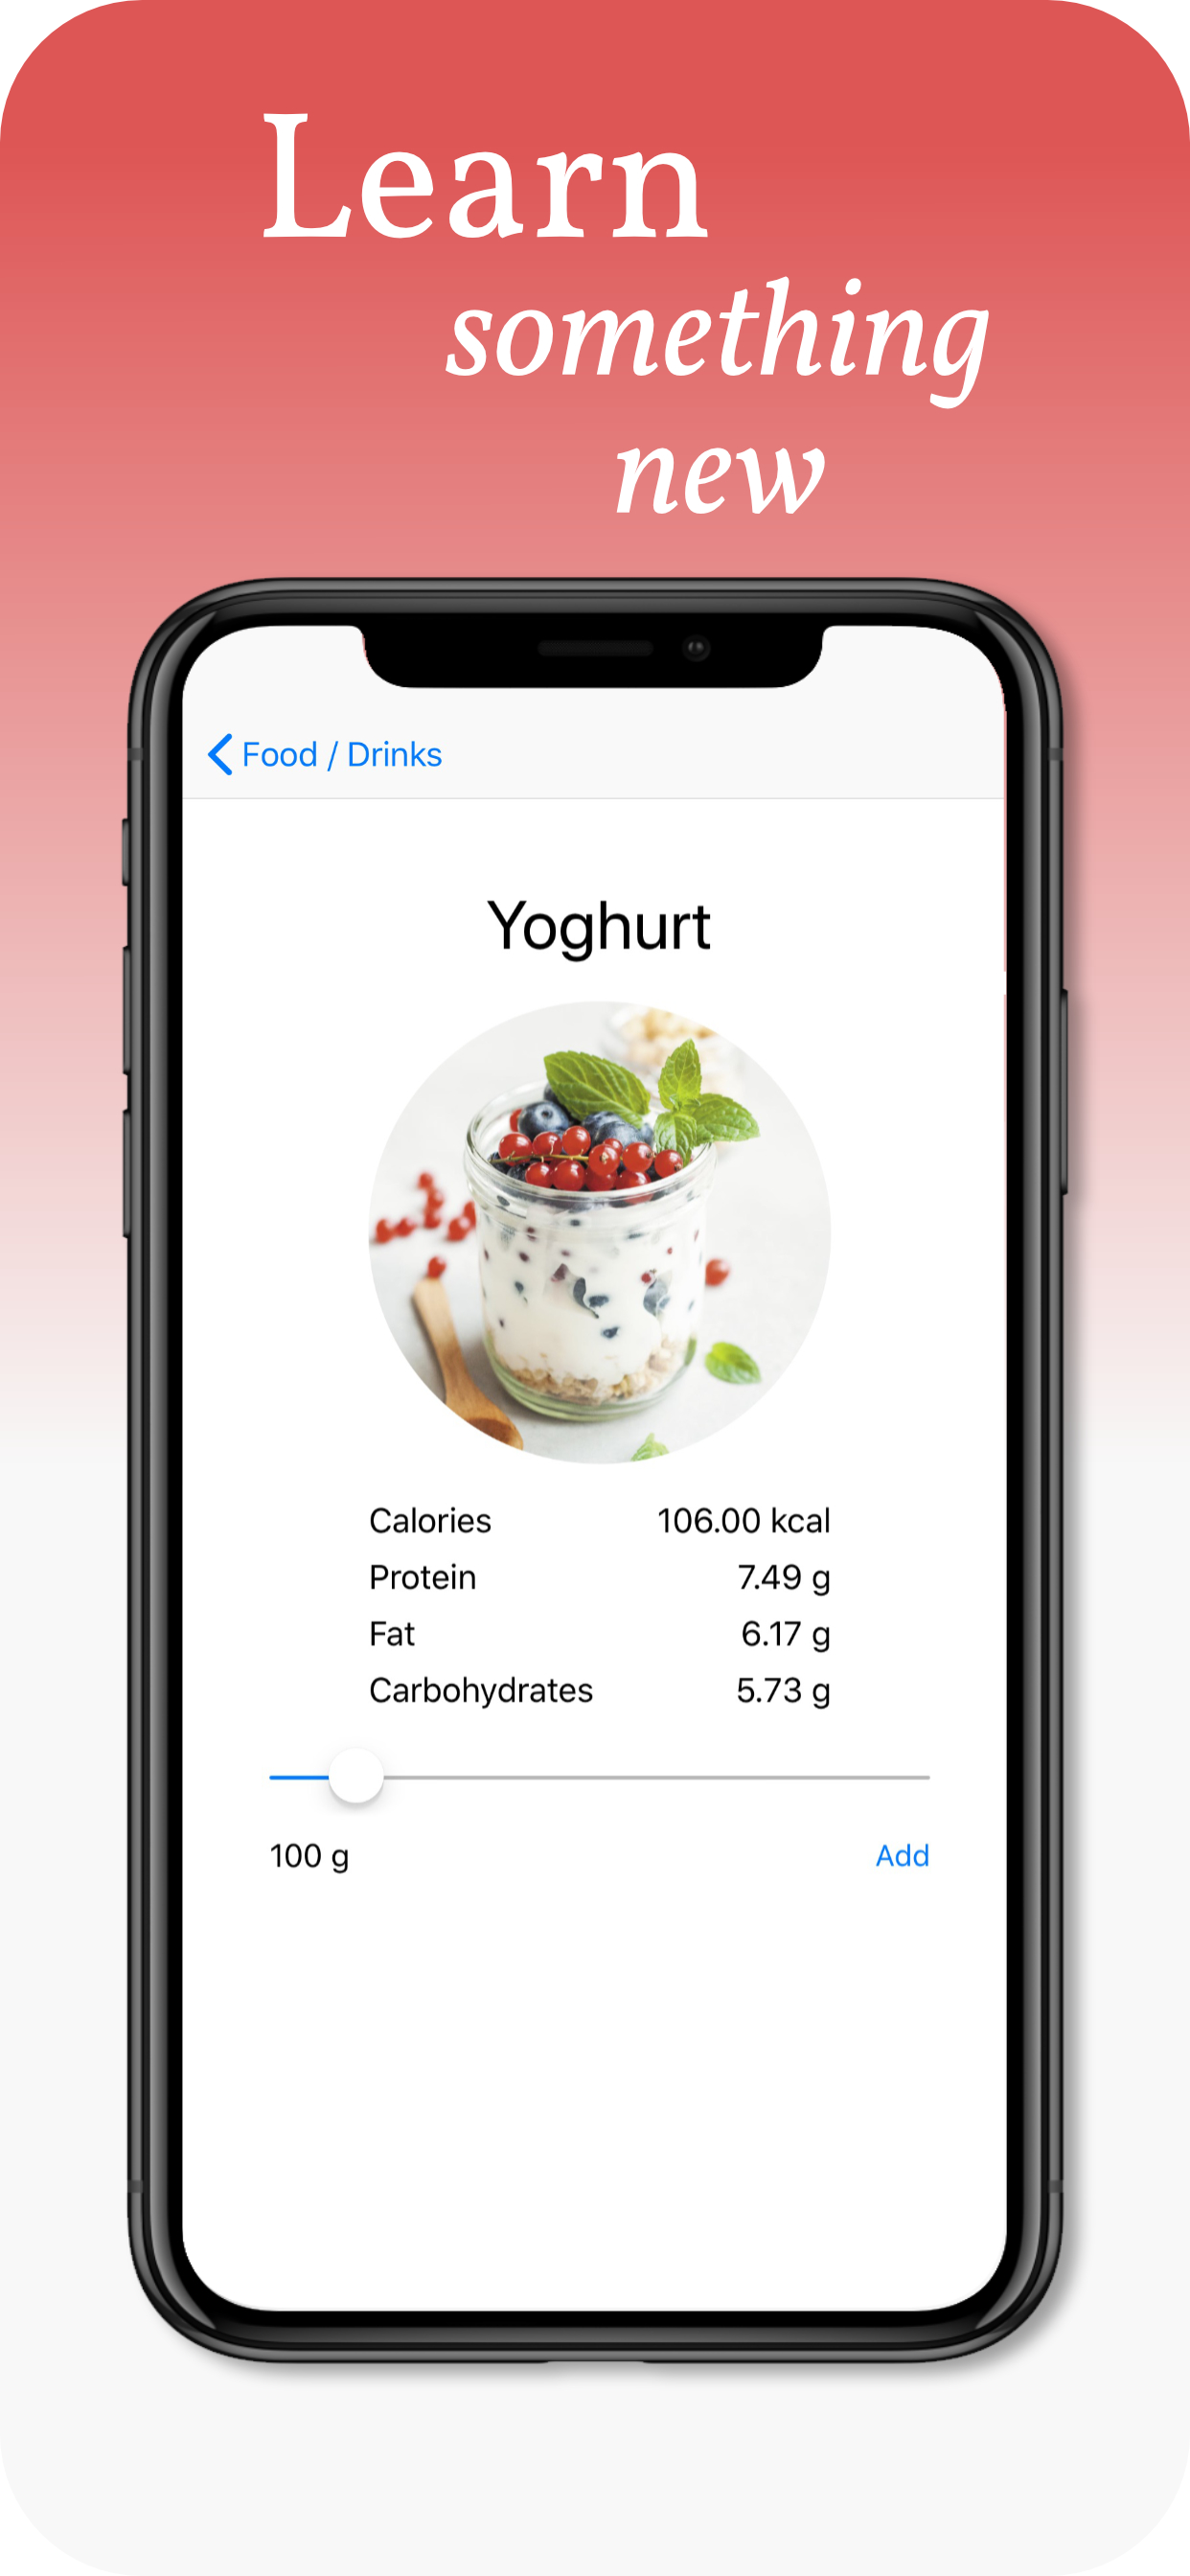 Learn
something
new
Food / Drinks
Yoghurt
Calories 106.00 kcal
Protein 7.49 g
Fat 6.17 g
Carbohydrates 5.73 g
100 g Add